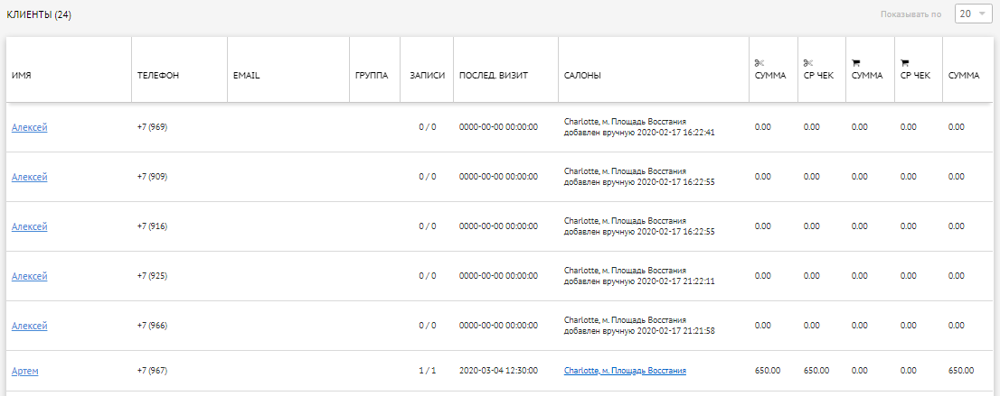 КЛИЕНТЫ (24)
Показывать по 20
ИМЯ ТЕЛЕФОН EMAIL ГРУППА ЗАПИСИ ПОСЛЕД. ВИЗИТ САЛОНЫ СУММА СР ЧЕК СУММА СР ЧЕК СУММА
Алексей +7 (969) 0 / 0 0000-00-00 00:00:00 Charlotte, м. Площадь Восстания
добавлен вручную 2020-02-17 16:22:41 0.00 0.00 0.00 0.00 0.00
Алексей +7 (909) 0 / 0 0000-00-00 00:00:00 Charlotte, м. Площадь Восстания
добавлен вручную 2020-02-17 16:22:55 0.00 0.00 0.00 0.00 0.00
Алексей +7 (916) 0 / 0 0000-00-00 00:00:00 Charlotte, м. Площадь Восстания
добавлен вручную 2020-02-17 16:22:55 0.00 0.00 0.00 0.00 0.00
Алексей +7 (925) 0 / 0 0000-00-00 00:00:00 Charlotte, м. Площадь Восстания
добавлен вручную 2020-02-17 21:22:11 0.00 0.00 0.00 0.00 0.00
Алексей +7 (966) 0 / 0 0000-00-00 00:00:00 Charlotte, м. Площадь Восстания
добавлен вручную 2020-02-17 21:21:58 0.00 0.00 0.00 0.00 0.00
Артем +7 (967) 1 / 1 2020-03-04 12:30:00 Charlotte, м. Площадь Восстания 650.00 650.00 0.00 0.00 650.00